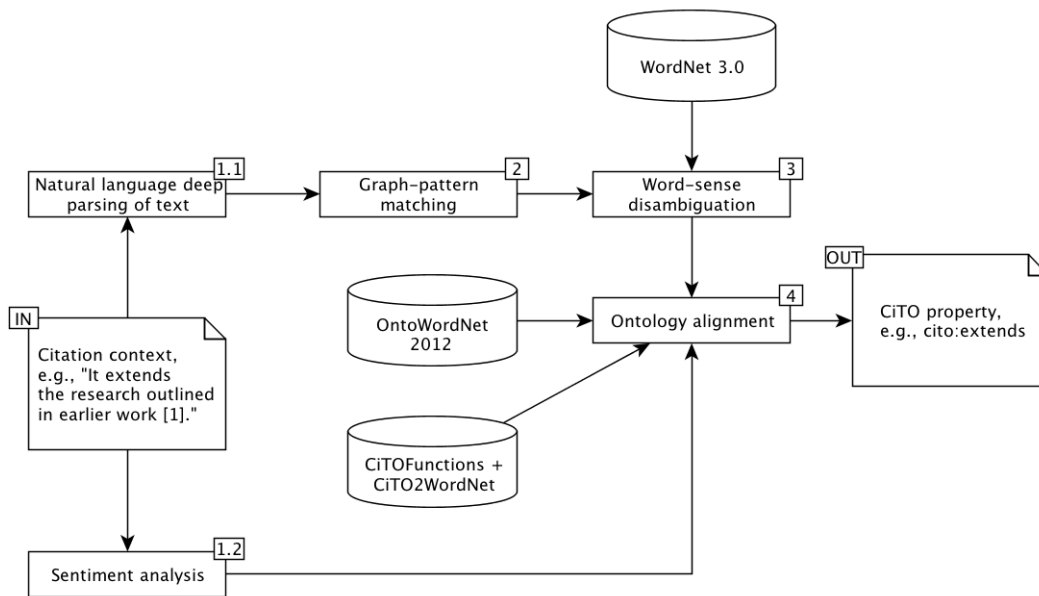 WordNet 3.0
1.1
Natural language deep
parsing of text
2
Graph-pattern
matching
3
Word-sense
disambiguation
IN
Citation context,
e.g., "It extends
the research outlined
in earlier work [1]."
OntoWordNet
2012
4
Ontology alignment
OUT
CiTO property,
e.g., cito:extends
CiTOFunctions +
CiTO2WordNet
1.2
Sentiment analysis